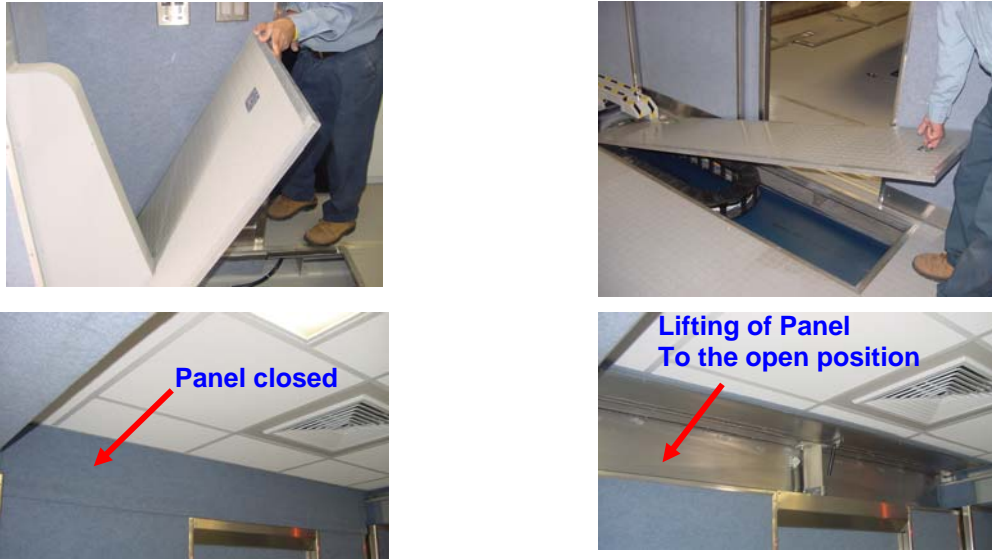 Panel closed
Lifting of Panel
To the open position